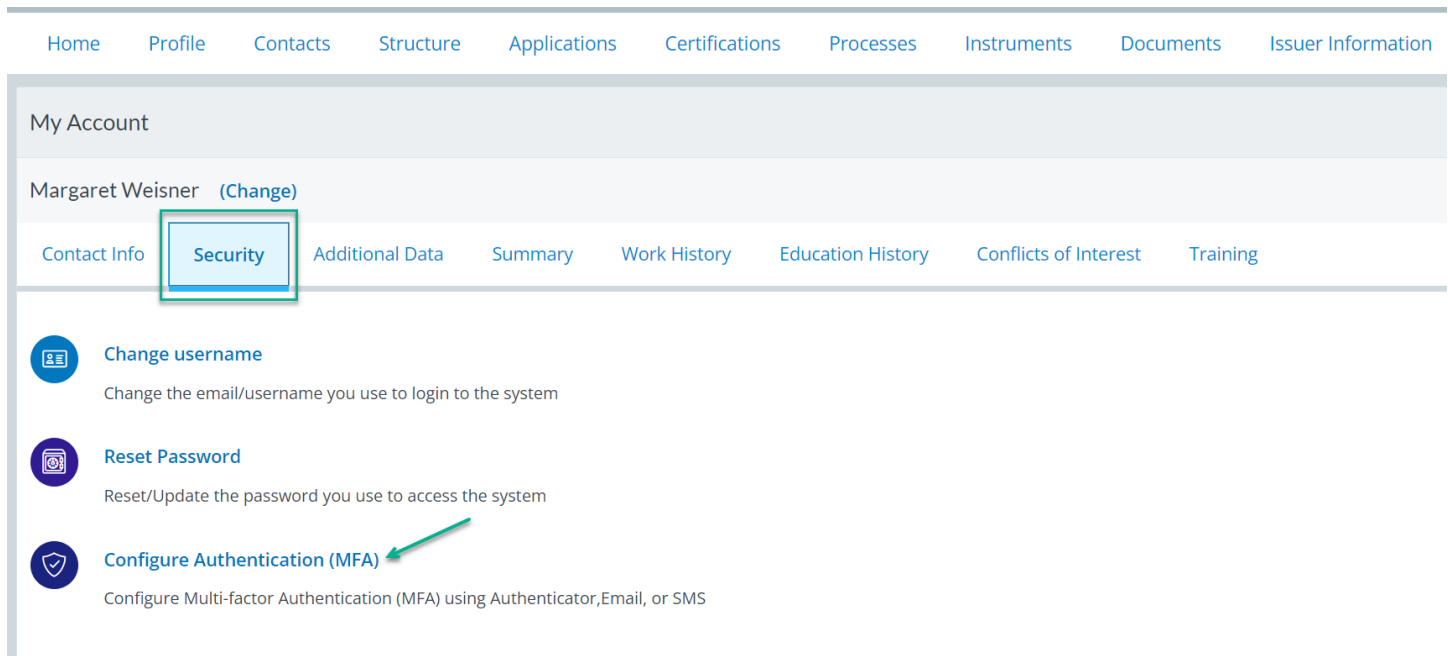 Home Profile Contacts Structure Applications Certifications Processes Instruments Documents Issuer Information
My Account
Margaret Weisner (Change)
Contact Info Security Additional Data Summary Work History Education History Conflicts of Interest Training
Change username
Change the email/username you use to login to the system
Reset Password
Reset/Update the password you use to access the system
Configure Authentication (MFA)
Configure Multi-factor Authentication (MFA) using Authenticator,Email, or SMS